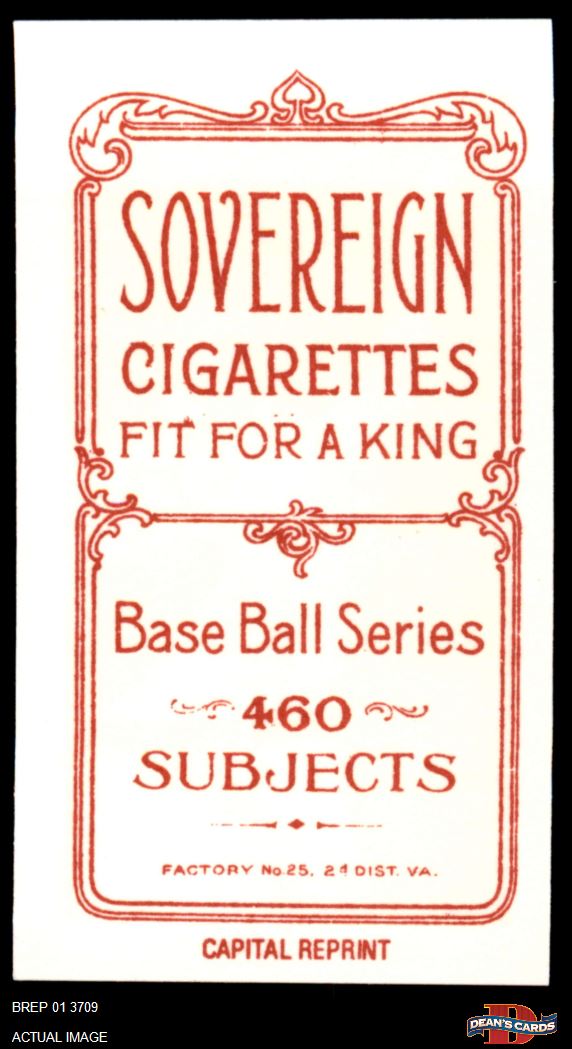 SOVEREIGN
CIGARETTES
FIT FOR A KING
Base Ball Series
460
SUBJECTS
FACTORY No 25, 2d DIST. VA.
CAPITAL REPRINT
BREP 01 3709
ACTUAL IMAGE
DEAN'S CARDS